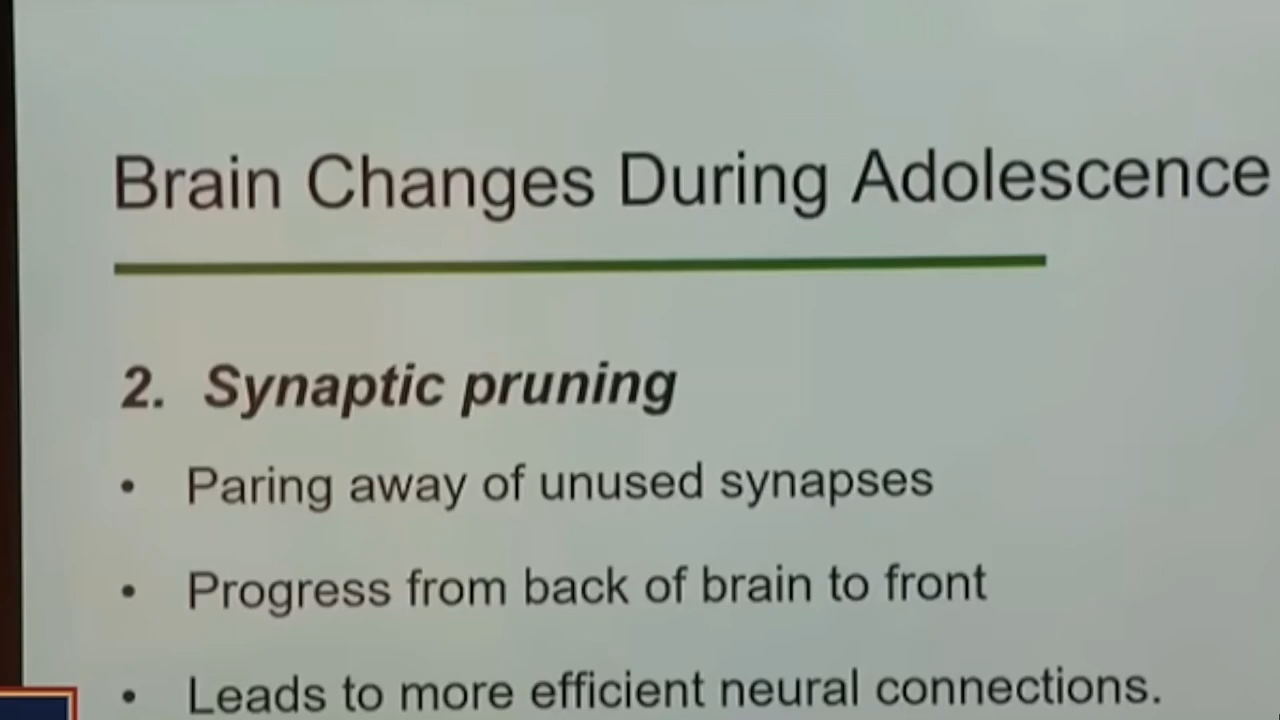 Brain Changes During Adolescence
2. Synaptic pruning
• Paring away of unused synapses
• Progress from back of brain to front
• Leads to more efficient neural connections.